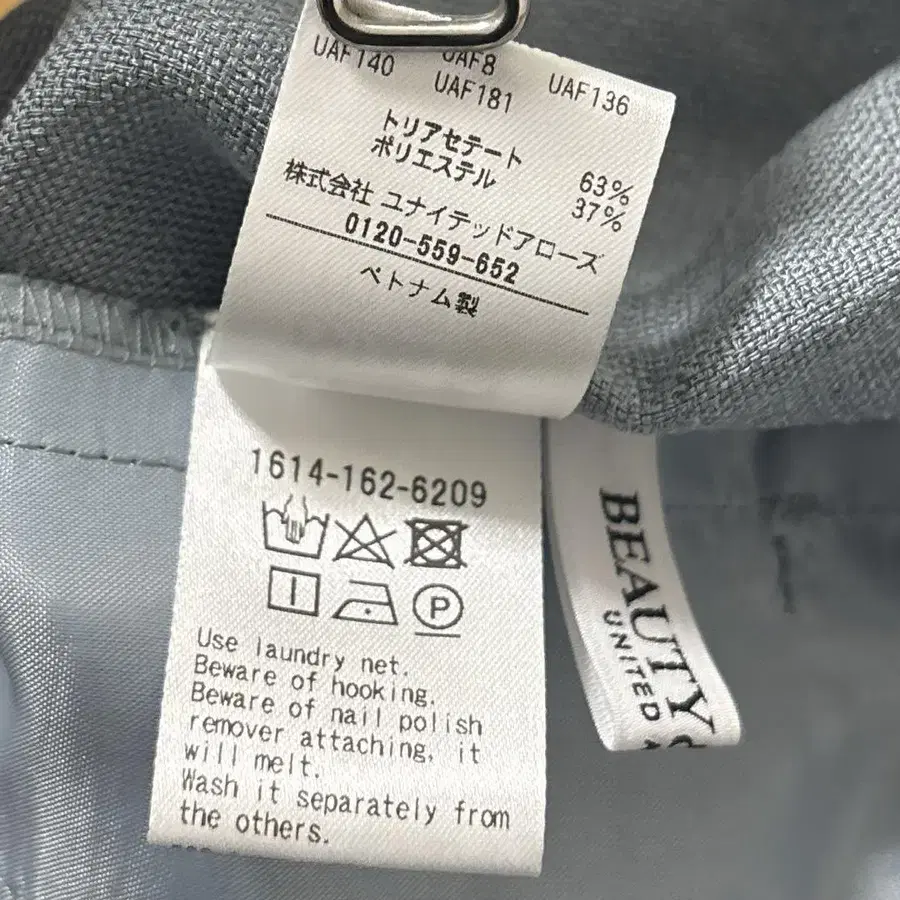 UAF140 UAF8 UAF136
UAF181
トリアセテート 63%
ポリエステル 37%
株式会社 ユナイテッドアローズ
0120-559-652
ベトナム製
1614-162-6209
P
Use laundry net.
Beware of hooking.
Beware of nail polish
remover attaching, it
will melt.
Wash it separately from
the others.
BEAUTY
UNITED